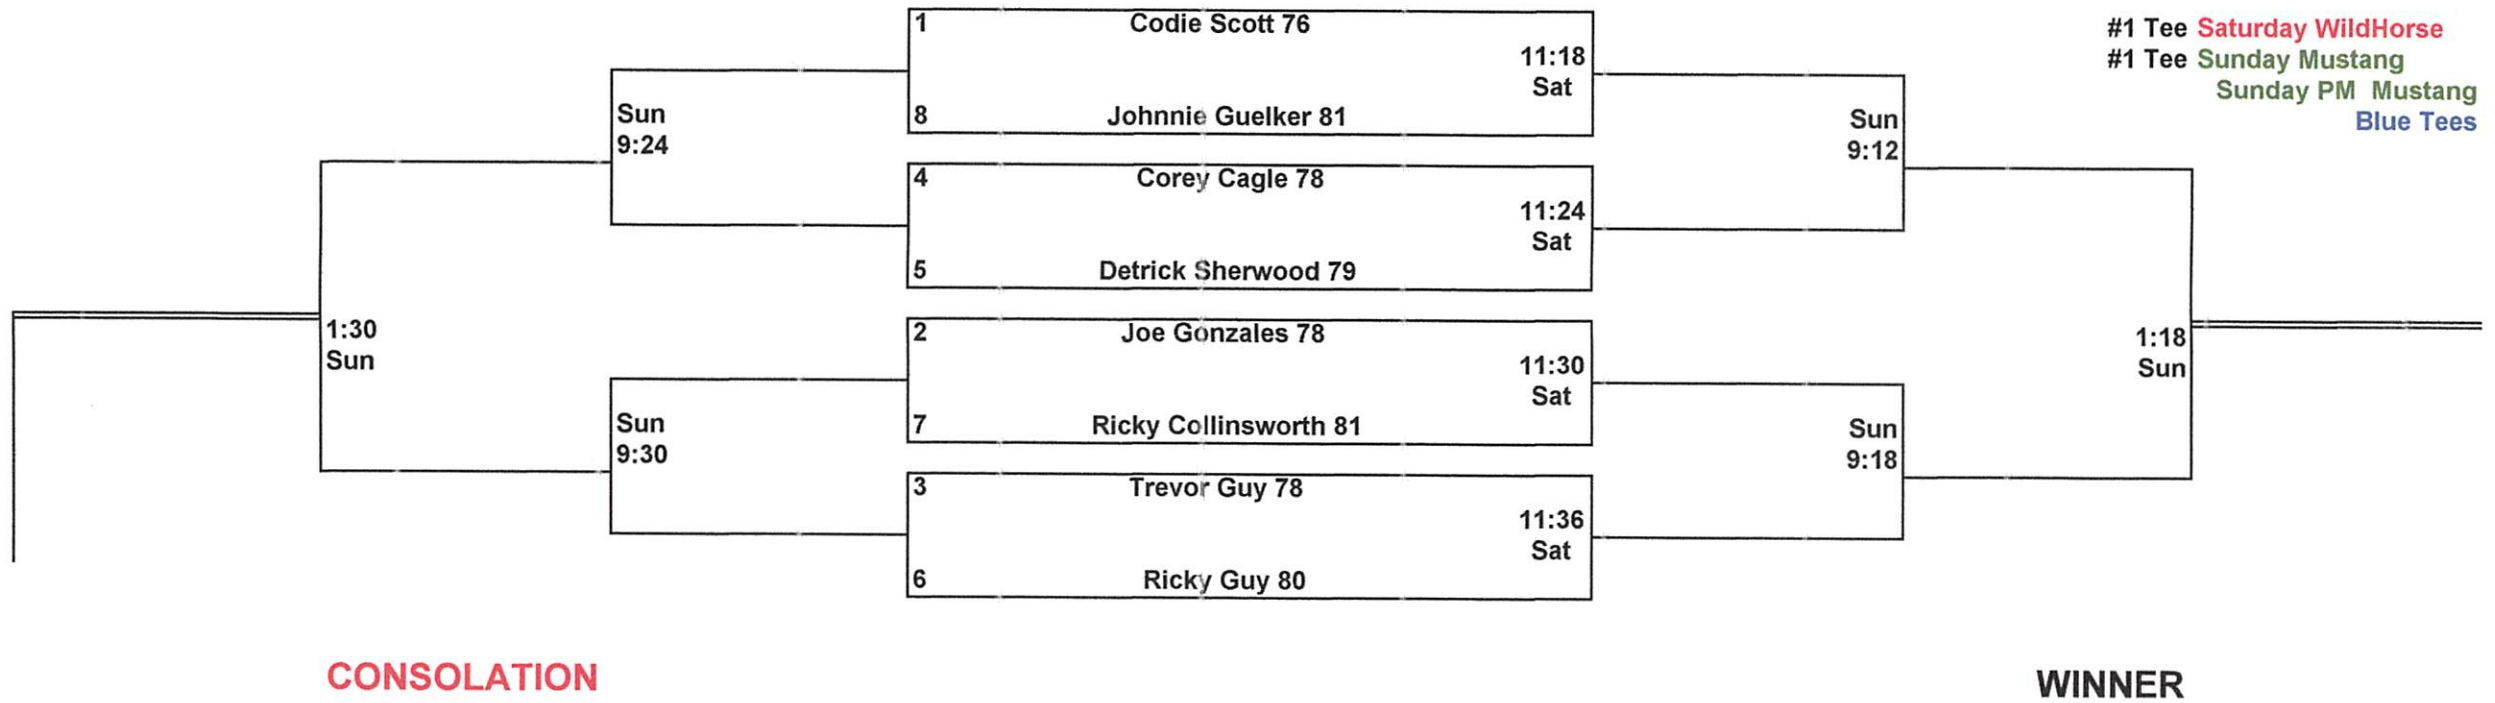 1 Codie Scott 76
11:18
Sat
8 Johnnie Guelker 81
4 Corey Cagle 78
11:24
Sat
5 Detrick Sherwood 79
2 Joe Gonzales 78
11:30
Sat
7 Ricky Collinsworth 81
3 Trevor Guy 78
11:36
Sat
6 Ricky Guy 80
Sun
9:24
Sun
9:30
1:30
Sun
CONSOLATION
#1 Tee Saturday WildHorse
#1 Tee Sunday Mustang
Sunday PM Mustang
Blue Tees
Sun
9:12
Sun
9:18
1:18
Sun
WINNER